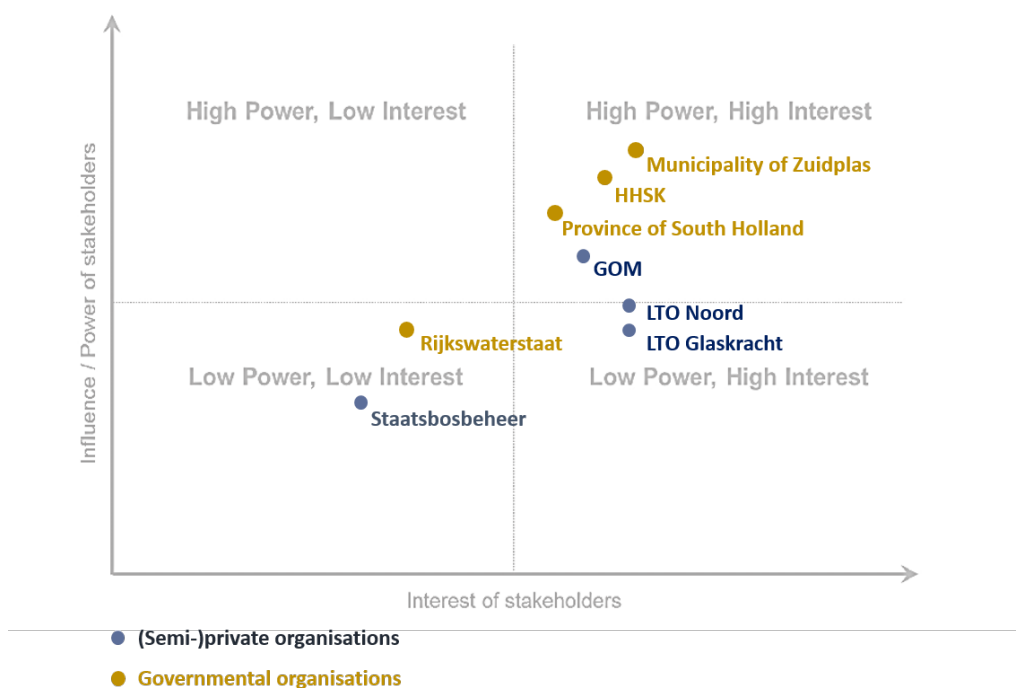 High Power, Low Interest
High Power, High Interest
Municipality of Zuidplas
HHSK
Province of South Holland
GOM
LTO Noord
LTO Glaskracht
Rijkswaterstaat
Low Power, Low Interest
Low Power, High Interest
Staatsbosbeheer
Influence / Power of stakeholders
Interest of stakeholders
(Semi-)private organisations
Governmental organisations